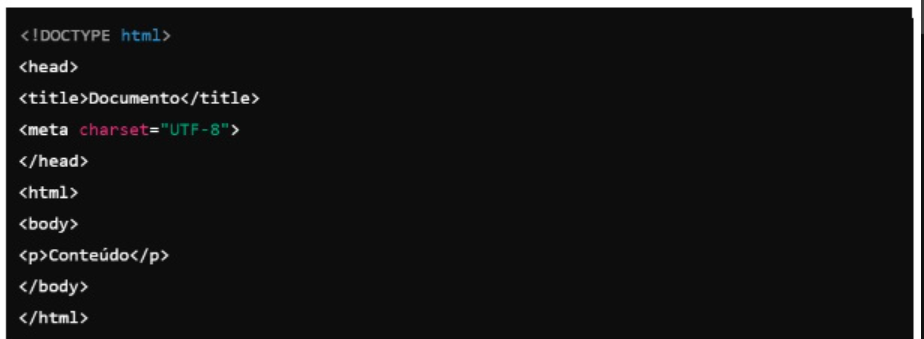 <!DOCTYPE html>
<head>
<title>Documento</title>
<meta charset="UTF-8">
</head>
<html>
<body>
<p>Conteúdo</p>
</body>
</html>